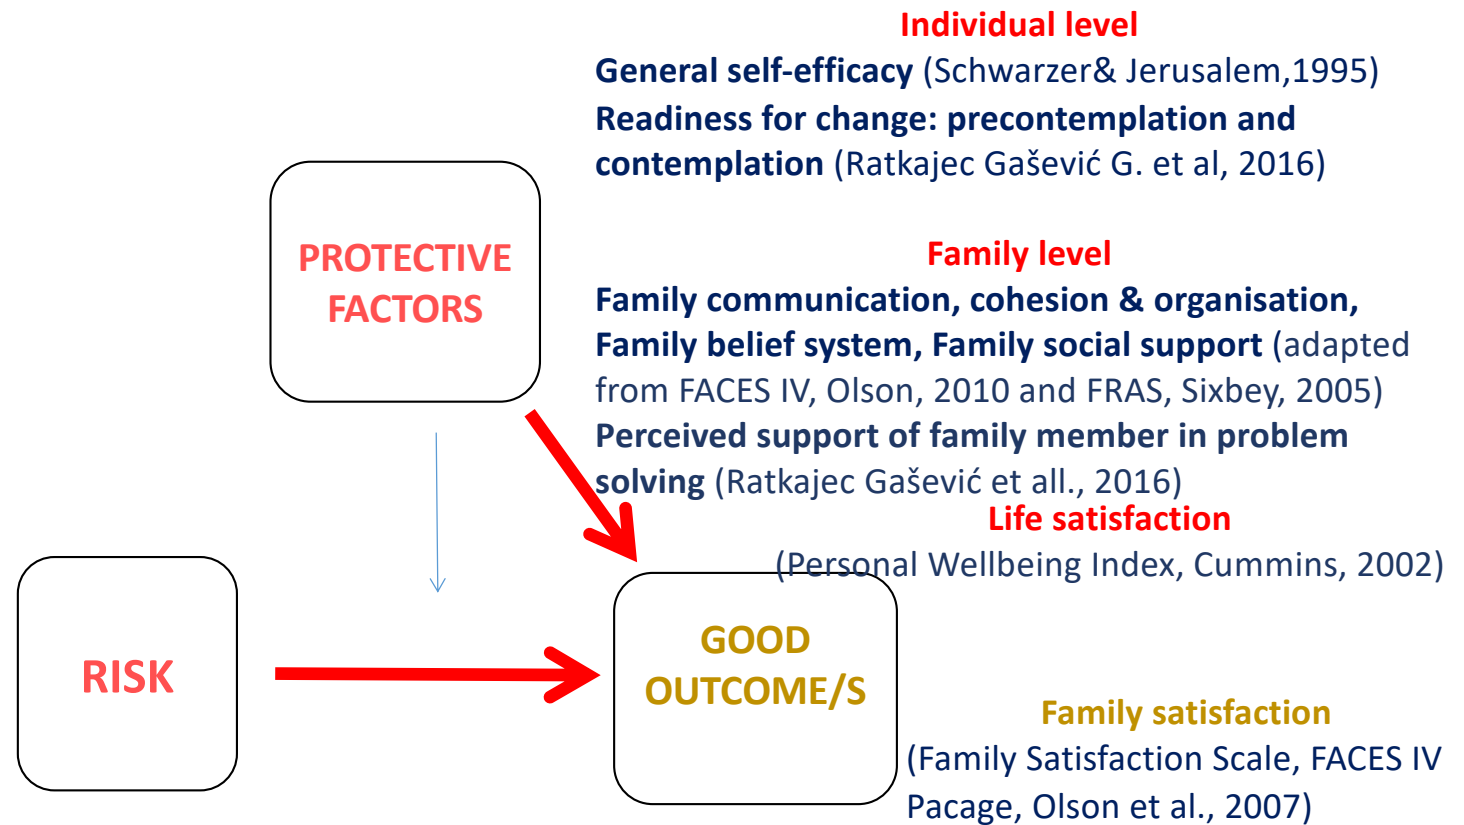 Individual level
General self-efficacy (Schwarzer& Jerusalem,1995)
Readiness for change: precontemplation and
contemplation (Ratkajec Gašević G. et al, 2016)
PROTECTIVE
FACTORS
Family level
Family communication, cohesion & organisation,
Family belief system, Family social support (adapted
from FACES IV, Olson, 2010 and FRAS, Sixbey, 2005)
Perceived support of family member in problem
solving (Ratkajec Gašević et all., 2016)
Life satisfaction
(Personal Wellbeing Index, Cummins, 2002)
RISK
GOOD
OUTCOME/S
Family satisfaction
(Family Satisfaction Scale, FACES IV
Pacage, Olson et al., 2007)